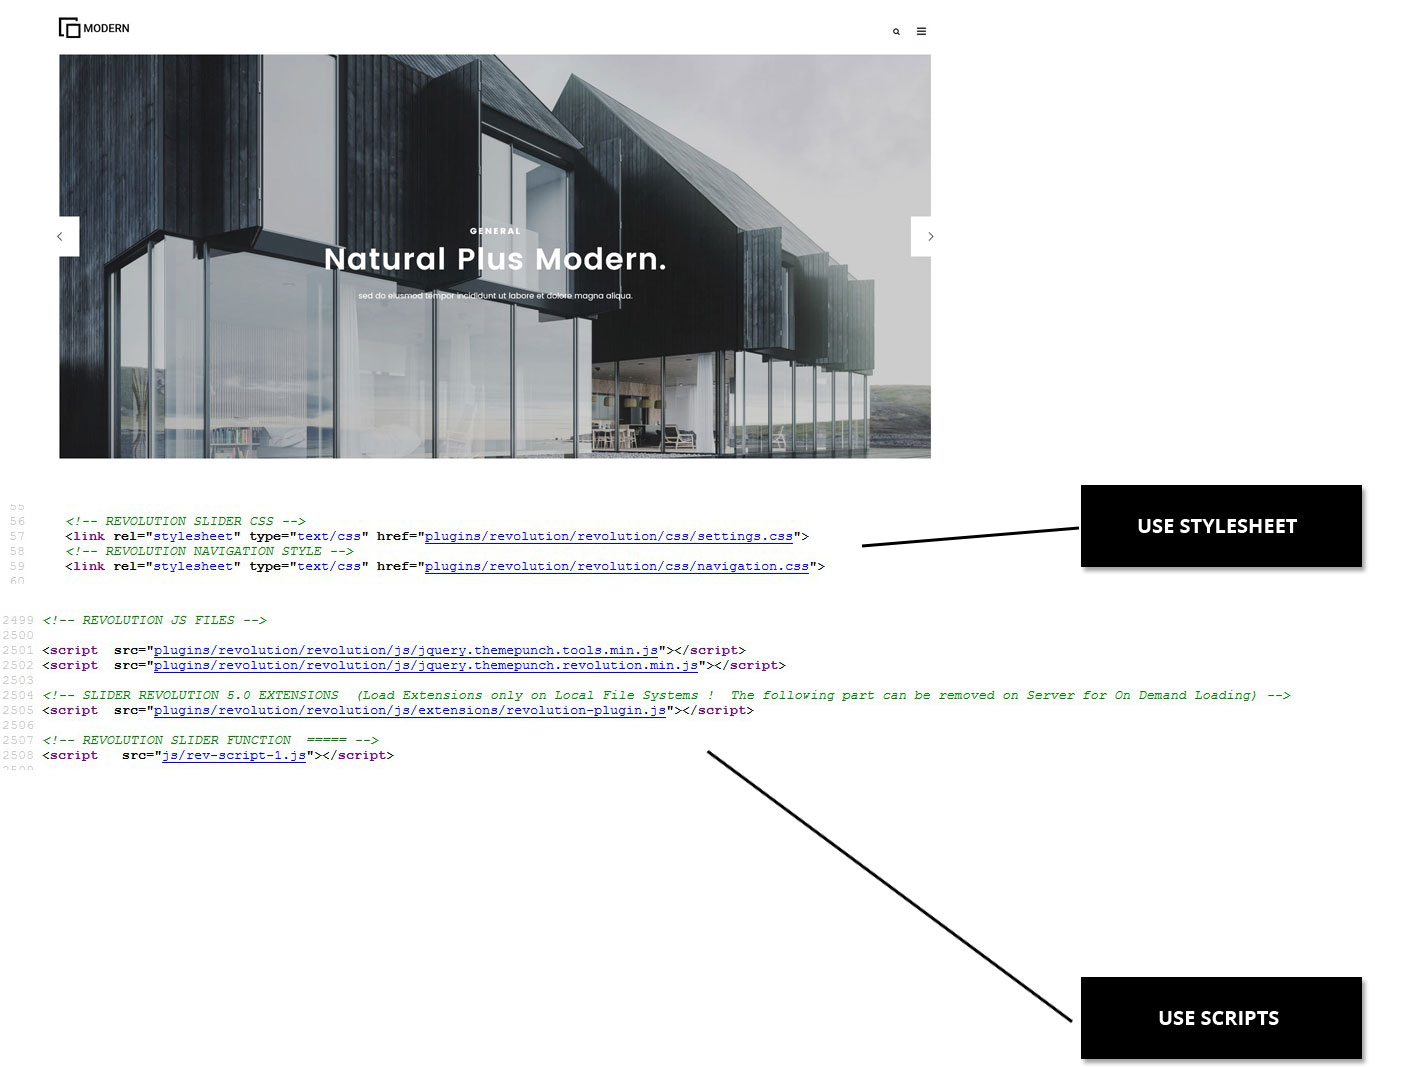 MODERN
GENERAL
Natural Plus Modern.
sed do eiusmod tempor incididunt ut labore et dolore magna aliqua.
55
56 <!-- REVOLUTION SLIDER CSS -->
57 <link rel="stylesheet" type="text/css" href="plugins/revolution/revolution/css/settings.css">
58 <!-- REVOLUTION NAVIGATION STYLE -->
59 <link rel="stylesheet" type="text/css" href="plugins/revolution/revolution/css/navigation.css">
60
USE STYLESHEET
2499 <!-- REVOLUTION JS FILES -->
2500
2501 <script  src="plugins/revolution/revolution/js/jquery.themepunch.tools.min.js"></script>
2502 <script  src="plugins/revolution/revolution/js/jquery.themepunch.revolution.min.js"></script>
2503
2504 <!-- SLIDER REVOLUTION 5.0 EXTENSIONS  (Load Extensions only on Local File Systems !  The following part can be removed on Server for On Demand Loading) -->
2505 <script  src="plugins/revolution/revolution/js/extensions/revolution-plugin.js"></script>
2506
2507 <!-- REVOLUTION SLIDER FUNCTION  ===== -->
2508 <script   src="js/rev-script-1.js"></script>
2509
USE SCRIPTS